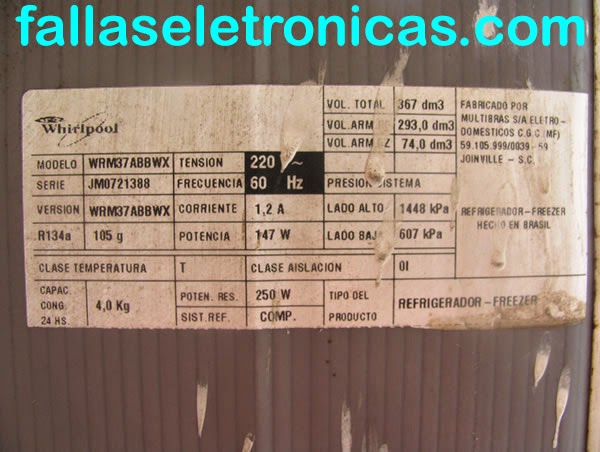 fallaseletronicas.com
Whirlpool
VOL. TOTAL 367 dm3
VOL.ARM 293,0 dm3
VOL.ARM Z 74,0 dm3
FABRICADO POR
MULTIBRAS S/A ELETRO-
DOMESTICOS C.G.C (MF)
59.105.999/0039-59
JOINVILLE - S.C.
MODELO WRM37ABBWX TENSION 220 ~
SERIE JM0721388 FRECUENCIA 60 Hz PRESION SISTEMA
VERSION WRM37ABBWX CORRIENTE 1,2 A LADO ALTO 1448 kPa
R134a 105 g POTENCIA 147 W LADO BAJO 607 kPa
REFRIGERADOR-FREEZER
HECHO EN BRASIL
CLASE TEMPERATURA T CLASE AISLACION 0I
CAPAC. CONG. 24 HS. 4,0 Kg
POTEN. RES. 250 W
SIST.REF. COMP.
TIPO DEL
PRODUCTO
REFRIGERADOR-FREEZER